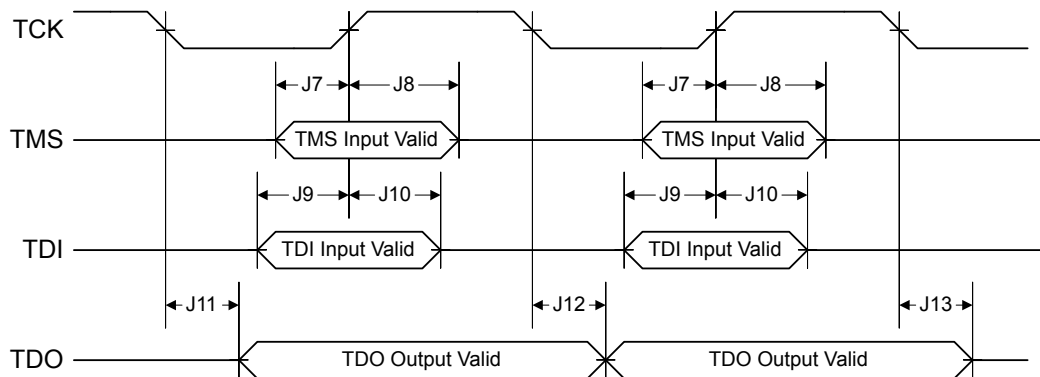 TCK
J7 J8 J7 J8
TMS TMS Input Valid TMS Input Valid
J9 J10 J9 J10
TDI TDI Input Valid TDI Input Valid
J11 J12 J13
TDO TDO Output Valid TDO Output Valid